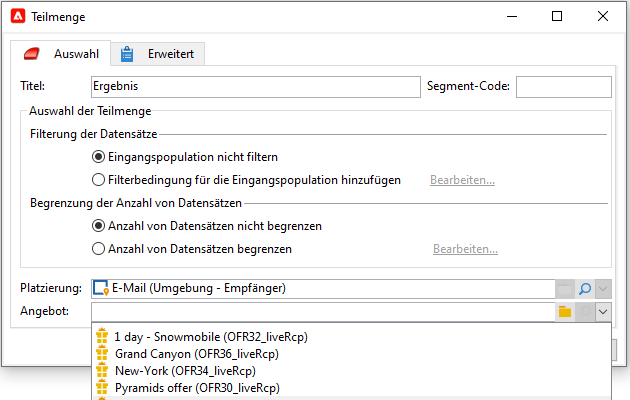 Teilmenge
Auswahl
Erweitert
Titel:
Ergebnis
Segment-Code:
Auswahl der Teilmenge
Filterung der Datensätze
Eingangspopulation nicht filtern
Filterbedingung für die Eingangspopulation hinzufügen
Bearbeiten...
Begrenzung der Anzahl von Datensätzen
Anzahl von Datensätzen nicht begrenzen
Anzahl von Datensätzen begrenzen
Bearbeiten...
Platzierung:
E-Mail (Umgebung - Empfänger)
Angebot:
1 day - Snowmobile (OFR32_liveRcp)
Grand Canyon (OFR36_liveRcp)
New-York (OFR34_liveRcp)
Pyramids offer (OFR30_liveRcp)